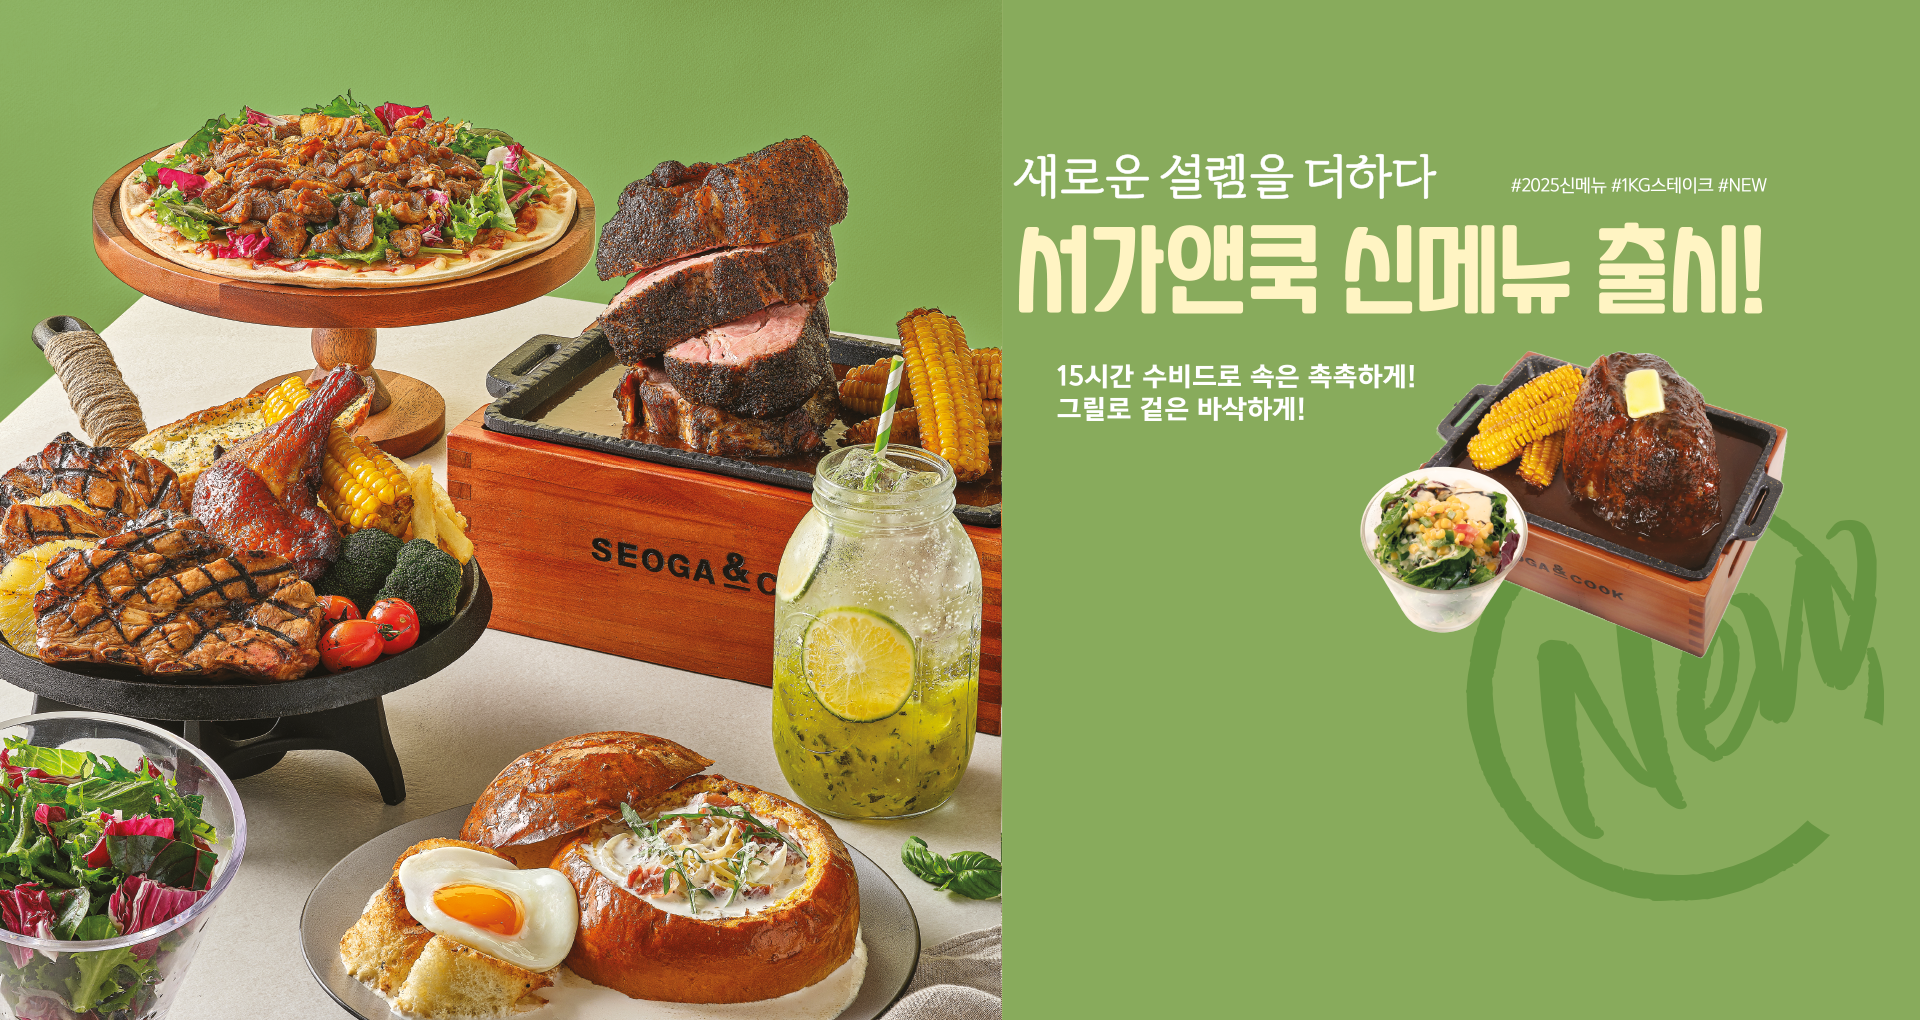 새로운 설렘을 더하다
#2025신메뉴 #1KG스테이크 #NEW
서가앤쿡 신메뉴 출시!
15시간 수비드로 속은 촉촉하게!
그릴로 겉은 바삭하게!
SEOGA & C
OGA & COOK
New